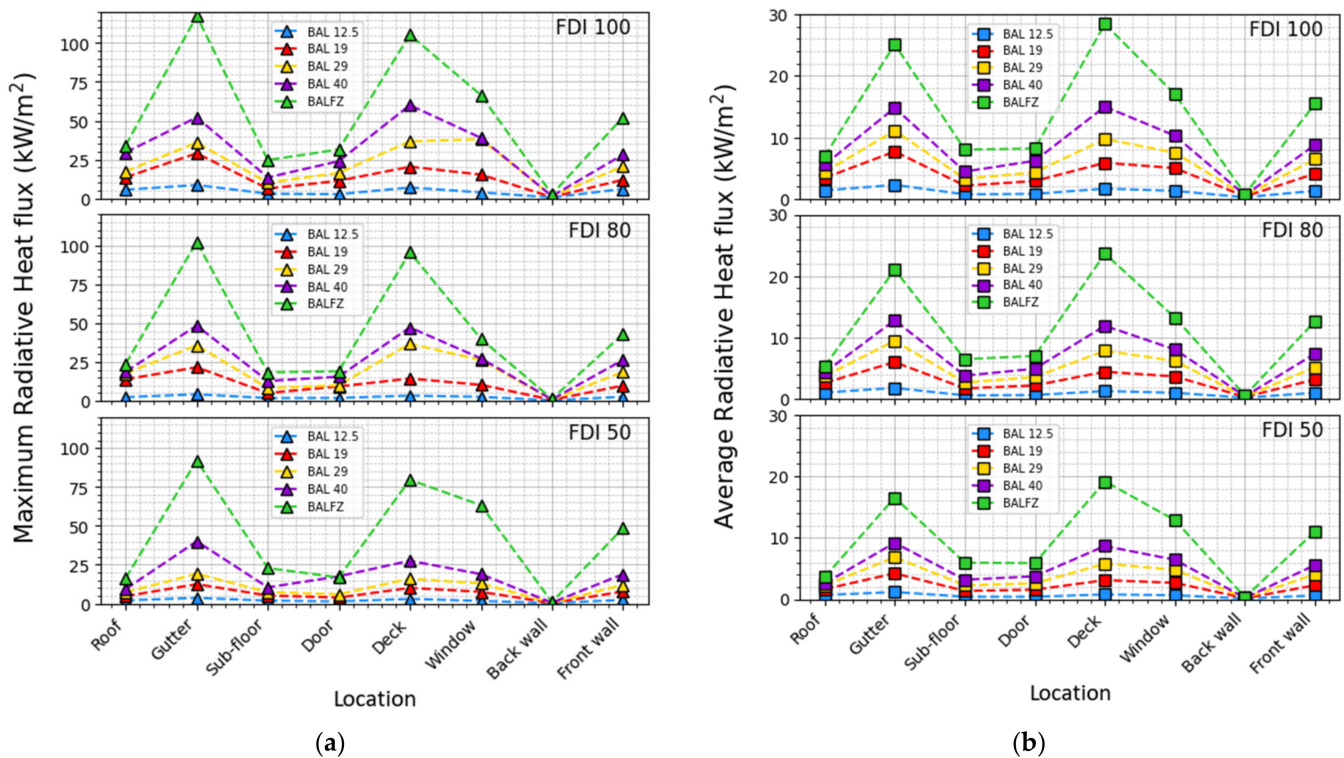 Maximum Radiative Heat flux (kW/m²)
FDI 100
BAL 12.5
BAL 19
BAL 29
BAL 40
BALFZ
100
75
50
25
0
FDI 80
BAL 12.5
BAL 19
BAL 29
BAL 40
BALFZ
100
75
50
25
0
FDI 50
BAL 12.5
BAL 19
BAL 29
BAL 40
BALFZ
100
75
50
25
0
Roof
Gutter
Sub-floor
Door
Deck
Window
Back wall
Front wall
Location
(a)
Average Radiative Heat flux (kW/m²)
FDI 100
BAL 12.5
BAL 19
BAL 29
BAL 40
BALFZ
30
20
10
0
FDI 80
BAL 12.5
BAL 19
BAL 29
BAL 40
BALFZ
30
20
10
0
FDI 50
BAL 12.5
BAL 19
BAL 29
BAL 40
BALFZ
30
20
10
0
Roof
Gutter
Sub-floor
Door
Deck
Window
Back wall
Front wall
Location
(b)